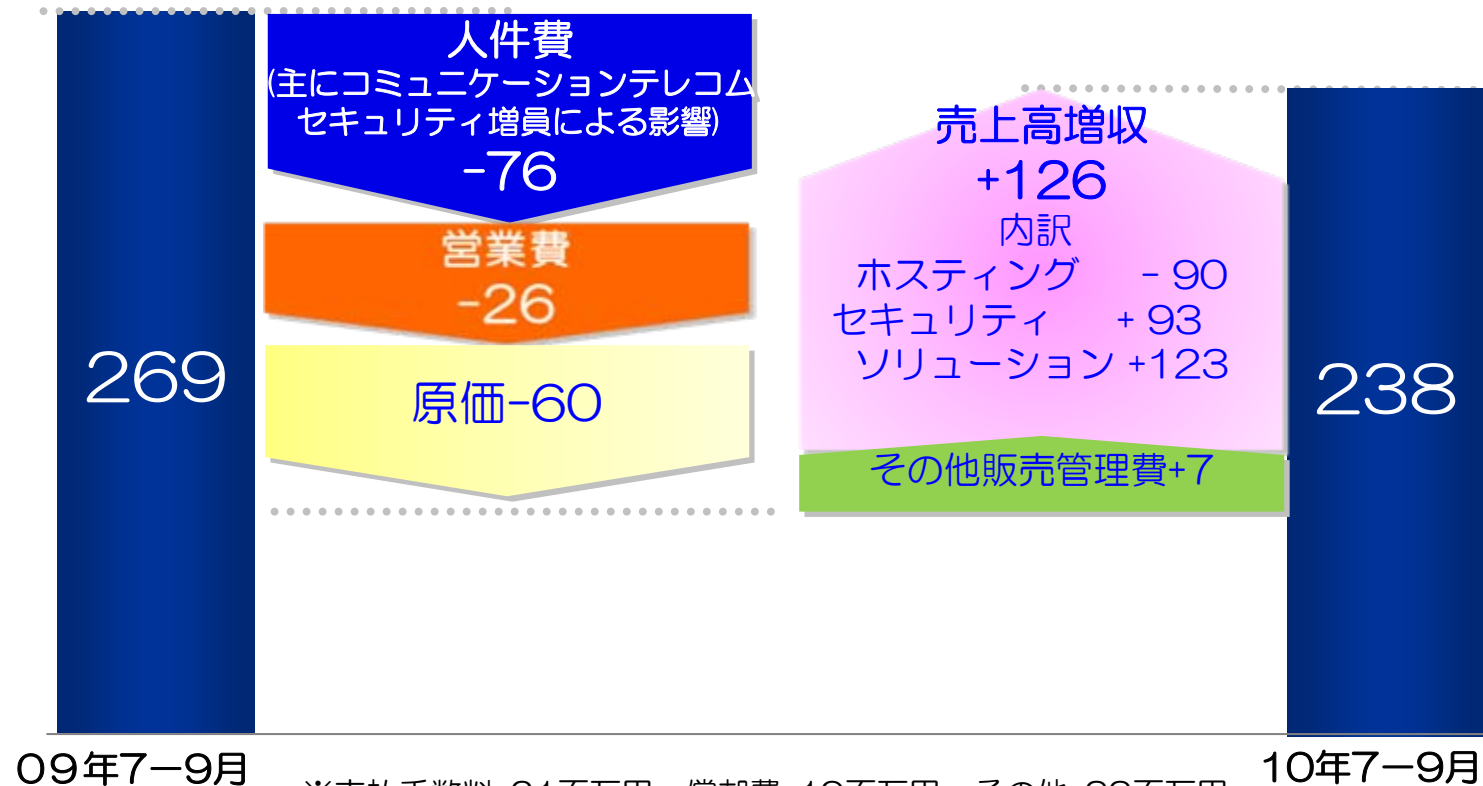 269
人件費
(主にコミュニケーションテレコム
セキュリティ増員による影響)
-76
営業費
-26
原価-60
売上高増収
+126
内訳
ホスティング - 90
セキュリティ + 93
ソリューション +123
その他販売管理費+7
238
09年7ー9月
10年7ー9月